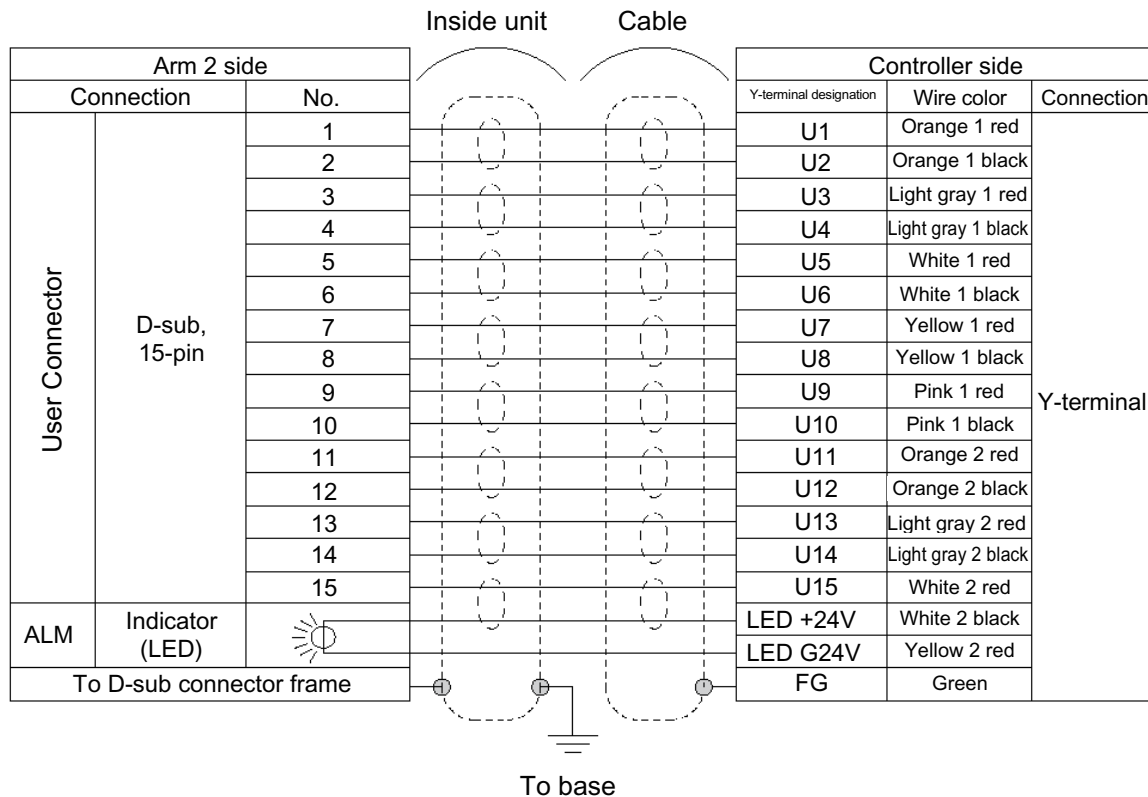 Inside unit Cable
Arm 2 side Controller side
Connection No. Y-terminal designation Wire color Connection
1 U1 Orange 1 red
2 U2 Orange 1 black
3 U3 Light gray 1 red
4 U4 Light gray 1 black
5 U5 White 1 red
6 U6 White 1 black
User Connector
D-sub,
15-pin
7 U7 Yellow 1 red
8 U8 Yellow 1 black
9 U9 Pink 1 red
Y-terminal
10 U10 Pink 1 black
11 U11 Orange 2 red
12 U12 Orange 2 black
13 U13 Light gray 2 red
14 U14 Light gray 2 black
15 U15 White 2 red
ALM
Indicator
(LED)
LED +24V White 2 black
LED G24V Yellow 2 red
To D-sub connector frame FG Green
To base